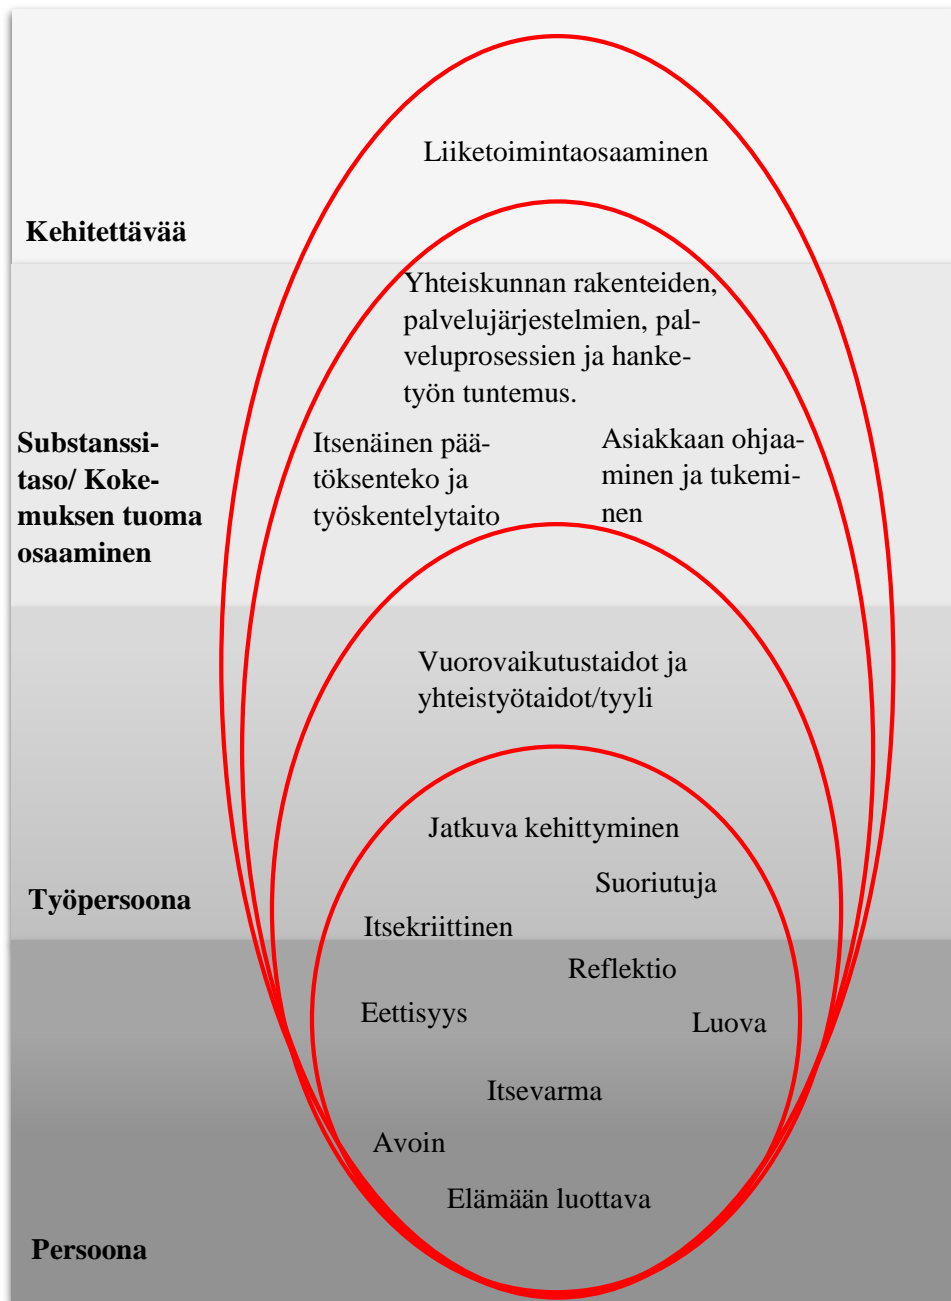 Liiketoimintaosaaminen
Kehitettävää
Yhteiskunnan rakenteiden,
palvelujärjestelmien, pal-
veluprosessien ja hanke-
työn tuntemus.
Substanssi-
taso/ Koke-
muksen tuoma
osaaminen
Itsenäinen pää-
töksenteko ja
työskentelytaito
Asiakkaan ohjaa-
minen ja tukemi-
nen
Vuorovaikutustaidot ja
yhteistyötaidot/tyyli
Jatkuva kehittyminen
Suoriutuja
Työpersoona
Itsekriittinen
Reflektio
Eettisyys
Luova
Itsevarma
Avoin
Elämään luottava
Persoona